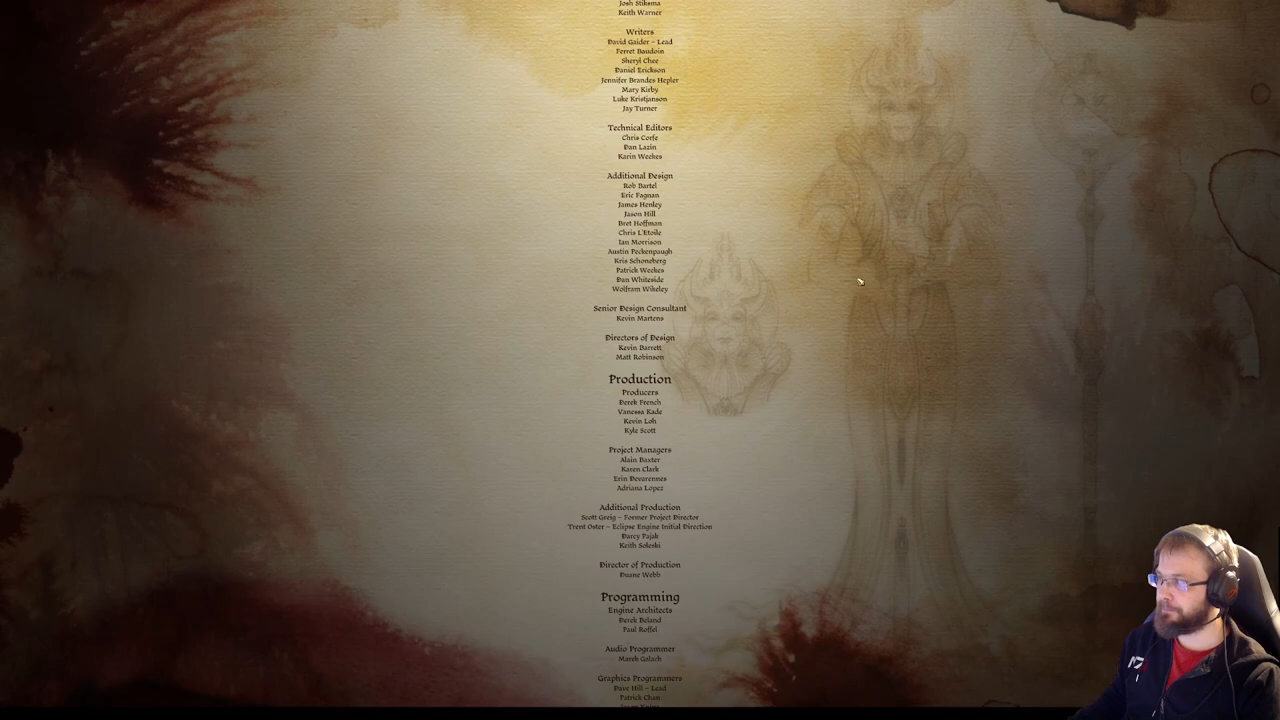 Josh Stiksma
Keith Warner
Writers
David Gaider – Lead
Ferret Baudoin
Sheryl Chee
Daniel Erickson
Jennifer Brandes Hepler
Mary Kirby
Luke Kristjanson
Jay Turner
Technical Editors
Chris Corfe
Dan Lazin
Karin Weekes
Additional Design
Rob Bartel
Eric Fagnan
James Henley
Jason Hill
Bret Hoffman
Chris L'Etoile
Ian Morrison
Austin Peckenpaugh
Kris Schoneberg
Patrick Weekes
Dan Whiteside
Wolfram Wikeley
Senior Design Consultant
Kevin Martens
Directors of Design
Kevin Barrett
Matt Robinson
Production
Producers
Derek French
Vanessa Kade
Kevin Loh
Kyle Scott
Project Managers
Alain Baxter
Karen Clark
Erin Devarennes
Adriana Lopez
Additional Production
Scott Greig – Former Project Director
Trent Oster – Eclipse Engine Initial Direction
Darcy Pajak
Keith Soleski
Director of Production
Duane Webb
Programming
Engine Architects
Derek Beland
Paul Roffel
Audio Programmer
Marek Galach
Graphics Programmers
Dave Hill – Lead
Patrick Chan
N7